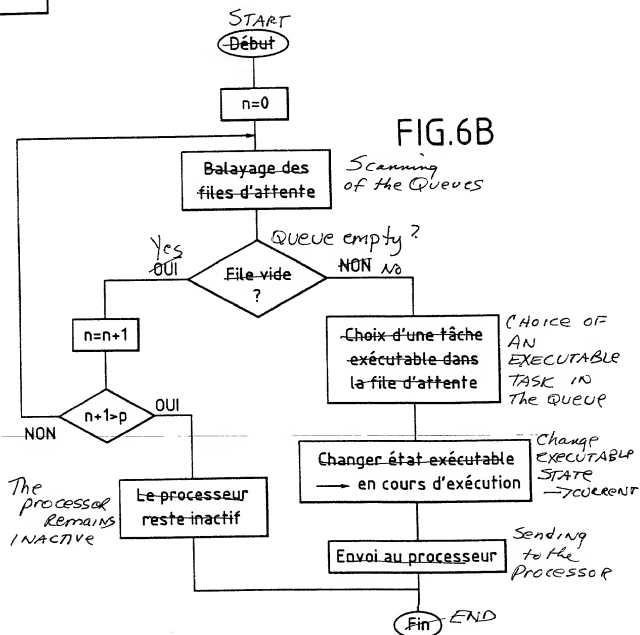 START
Début
n=0
FIG.6B
Balayage des
files d'attente
Scanning
of the Queues
Queue empty?
Yes
OUI
File vide
?
NON No
n=n+1
Choix d'une tâche
exécutable dans
la file d'attente
CHOICE OF
AN
EXECUTABLE
TASK IN
The Queue
n+1>p
OUI
NON
Changer état exécutable
→ en cours d'exécution
Change
EXECUTABLE
STATE
→CURRENT
The
processor
Remains
INACTIVE
Le processeur
reste inactif
Envoi au processeur
Sending
to the
Processor
Fin
END